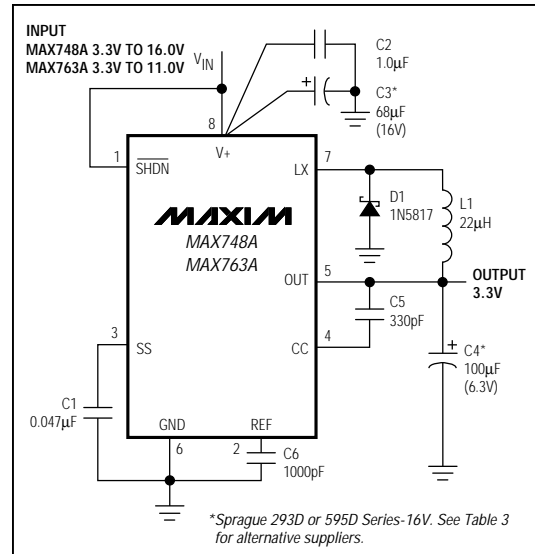 INPUT
MAX748A 3.3V TO 16.0V
MAX763A 3.3V TO 11.0V
VIN
C2
1.0µF
C3*
68µF
(16V)
+
8
V+
1
SHDN
LX
7
D1
1N5817
L1
22µH
MAXIM
MAX748A
MAX763A
OUT
5
OUTPUT
3.3V
C5
330pF
3
SS
CC
4
+
C4*
100µF
(6.3V)
C1
0.047µF
GND
REF
6
2
C6
1000pF
*Sprague 293D or 595D Series-16V. See Table 3
for alternative suppliers.